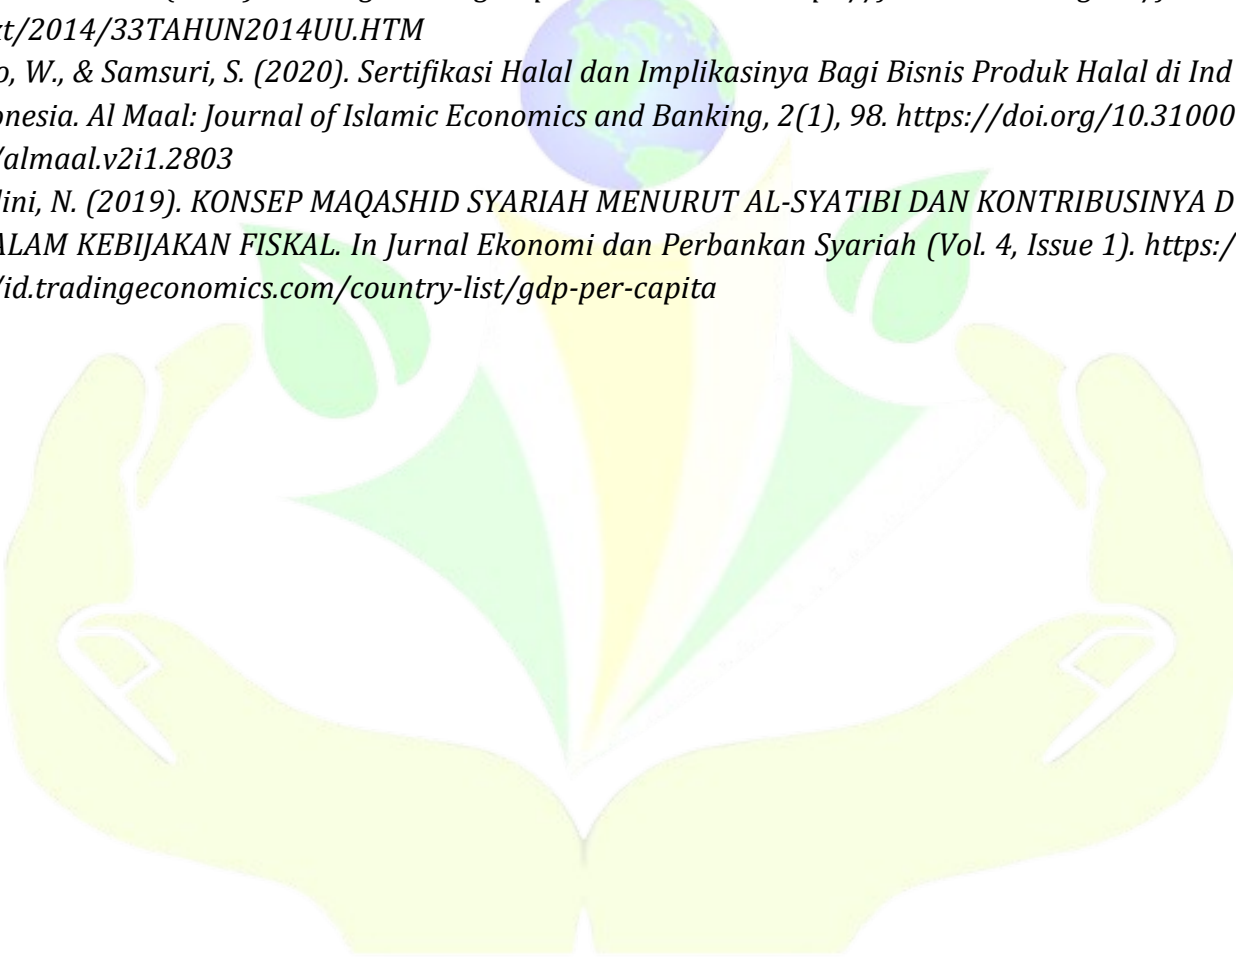 t/2014/33TAHUN2014UU.HTM
o, W., & Samsuri, S. (2020). Sertifikasi Halal dan Implikasinya Bagi Bisnis Produk Halal di Ind
onesia. Al Maal: Journal of Islamic Economics and Banking, 2(1), 98. https://doi.org/10.31000
/almaal.v2i1.2803
lini, N. (2019). KONSEP MAQASHID SYARIAH MENURUT AL-SYATIBI DAN KONTRIBUSINYA D
ALAM KEBIJAKAN FISKAL. In Jurnal Ekonomi dan Perbankan Syariah (Vol. 4, Issue 1). https:/
/id.tradingeconomics.com/country-list/gdp-per-capita